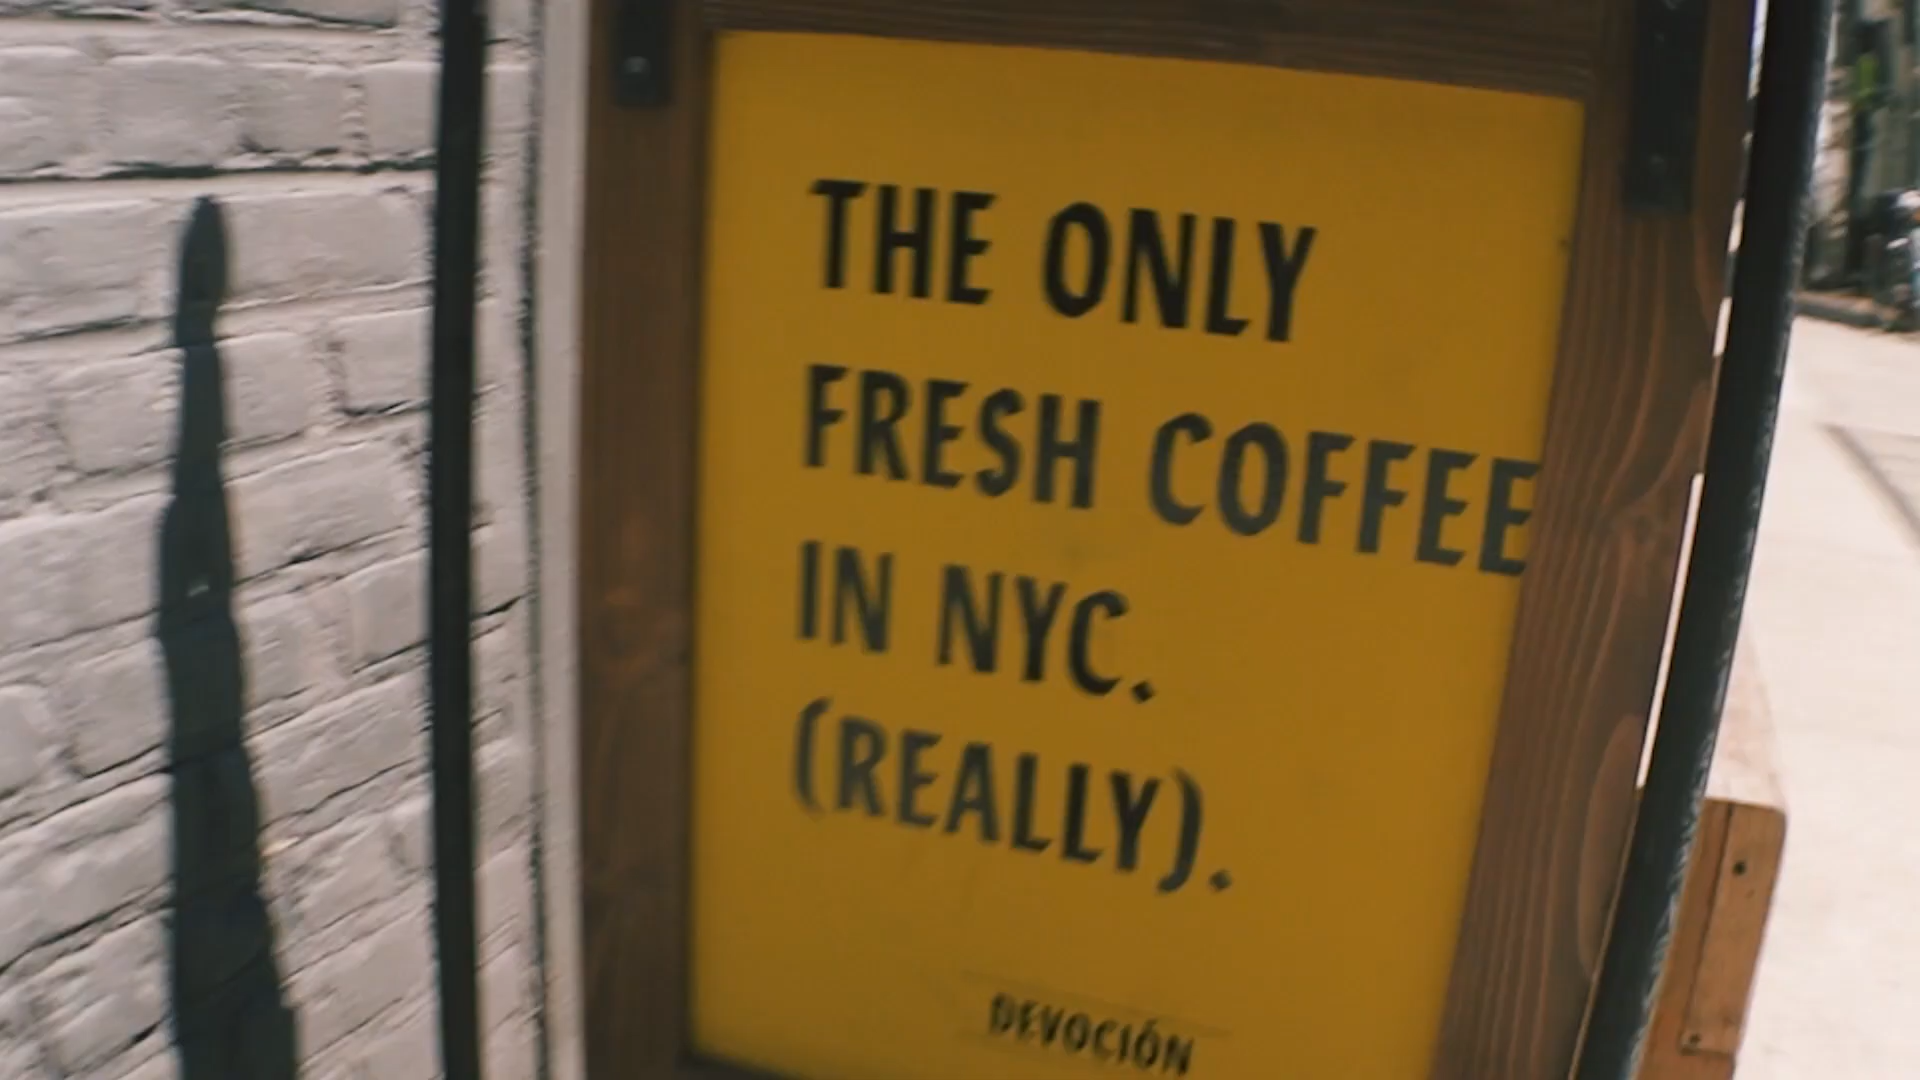 THE ONLY
FRESH COFFEE
IN NYC.
(REALLY).
DEVOCIÓN